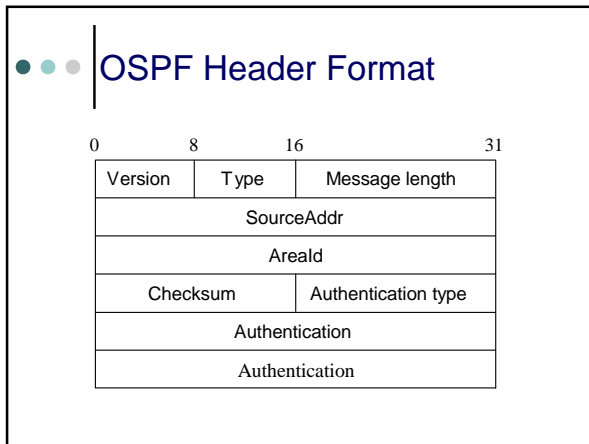 OSPF Header Format
0 8 16 31
Version Type Message length
SourceAddr
AreaId
Checksum Authentication type
Authentication
Authentication